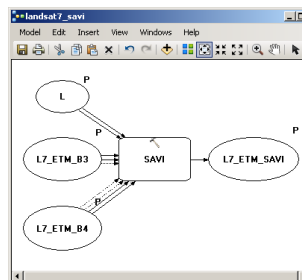 landsat7_savi
Model Edit Insert View Windows Help
P
L
P
L7_ETM_B3
SAVI
P
L7_ETM_SAVI
P
L7_ETM_B4